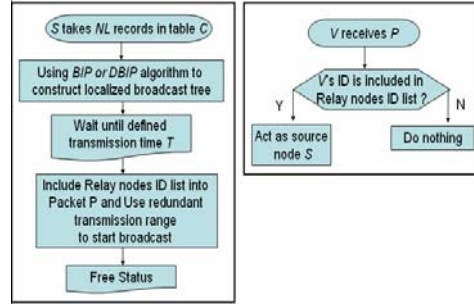 S takes NL records in table C
Using BIP or DBIP algorithm to
construct localized broadcast tree
Wait until defined
transmission time T
Include Relay nodes ID list into
Packet P and Use redundant
transmission range
to start broadcast
Free Status
V receives P
V's ID is included in
Relay nodes ID list ?
Y
N
Act as source
node S
Do nothing